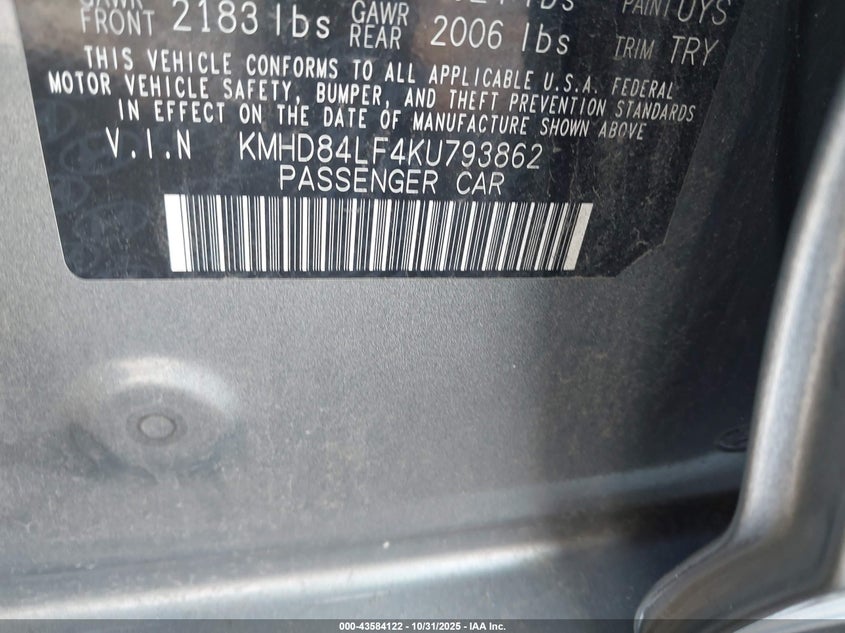 FRONT 2183 lbs GAWR REAR 2006 lbs TRIM TRY
THIS VEHICLE CONFORMS TO ALL APPLICABLE U.S.A. FEDERAL
MOTOR VEHICLE SAFETY, BUMPER, AND THEFT PREVENTION STANDARDS
IN EFFECT ON THE DATE OF MANUFACTURE SHOWN ABOVE
V.I.N KMHD84LF4KU793862
PASSENGER CAR
000-43584122 - 10/31/2025 - IAA Inc.